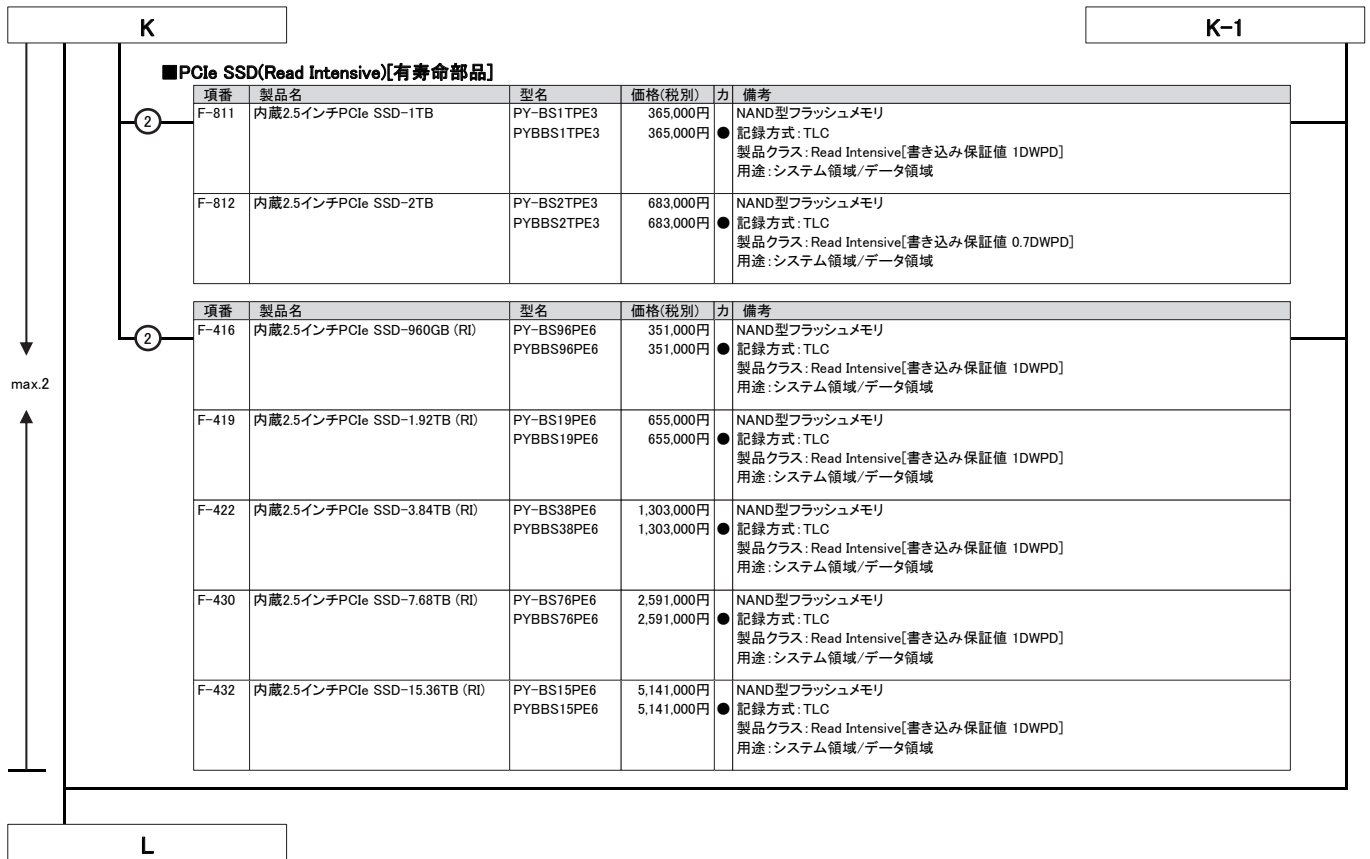 K
K-1
■PCIe SSD(Read Intensive)[有寿命部品]
項番 製品名 型名 価格(税別) カ 備考
2
F-811 内蔵2.5インチPCIe SSD-1TB PY-BS1TPE3 365,000円 NAND型フラッシュメモリ
PYBBS1TPE3 365,000円 ● 記録方式:TLC
製品クラス:Read Intensive[書き込み保証値 1DWPD]
用途:システム領域/データ領域
F-812 内蔵2.5インチPCIe SSD-2TB PY-BS2TPE3 683,000円 NAND型フラッシュメモリ
PYBBS2TPE3 683,000円 ● 記録方式:TLC
製品クラス:Read Intensive[書き込み保証値 0.7DWPD]
用途:システム領域/データ領域
項番 製品名 型名 価格(税別) カ 備考
2
F-416 内蔵2.5インチPCIe SSD-960GB (RI) PY-BS96PE6 351,000円 NAND型フラッシュメモリ
PYBBS96PE6 351,000円 ● 記録方式:TLC
製品クラス:Read Intensive[書き込み保証値 1DWPD]
用途:システム領域/データ領域
max.2
F-419 内蔵2.5インチPCIe SSD-1.92TB (RI) PY-BS19PE6 655,000円 NAND型フラッシュメモリ
PYBBS19PE6 655,000円 ● 記録方式:TLC
製品クラス:Read Intensive[書き込み保証値 1DWPD]
用途:システム領域/データ領域
F-422 内蔵2.5インチPCIe SSD-3.84TB (RI) PY-BS38PE6 1,303,000円 NAND型フラッシュメモリ
PYBBS38PE6 1,303,000円 ● 記録方式:TLC
製品クラス:Read Intensive[書き込み保証値 1DWPD]
用途:システム領域/データ領域
F-430 内蔵2.5インチPCIe SSD-7.68TB (RI) PY-BS76PE6 2,591,000円 NAND型フラッシュメモリ
PYBBS76PE6 2,591,000円 ● 記録方式:TLC
製品クラス:Read Intensive[書き込み保証値 1DWPD]
用途:システム領域/データ領域
F-432 内蔵2.5インチPCIe SSD-15.36TB (RI) PY-BS15PE6 5,141,000円 NAND型フラッシュメモリ
PYBBS15PE6 5,141,000円 ● 記録方式:TLC
製品クラス:Read Intensive[書き込み保証値 1DWPD]
用途:システム領域/データ領域
L